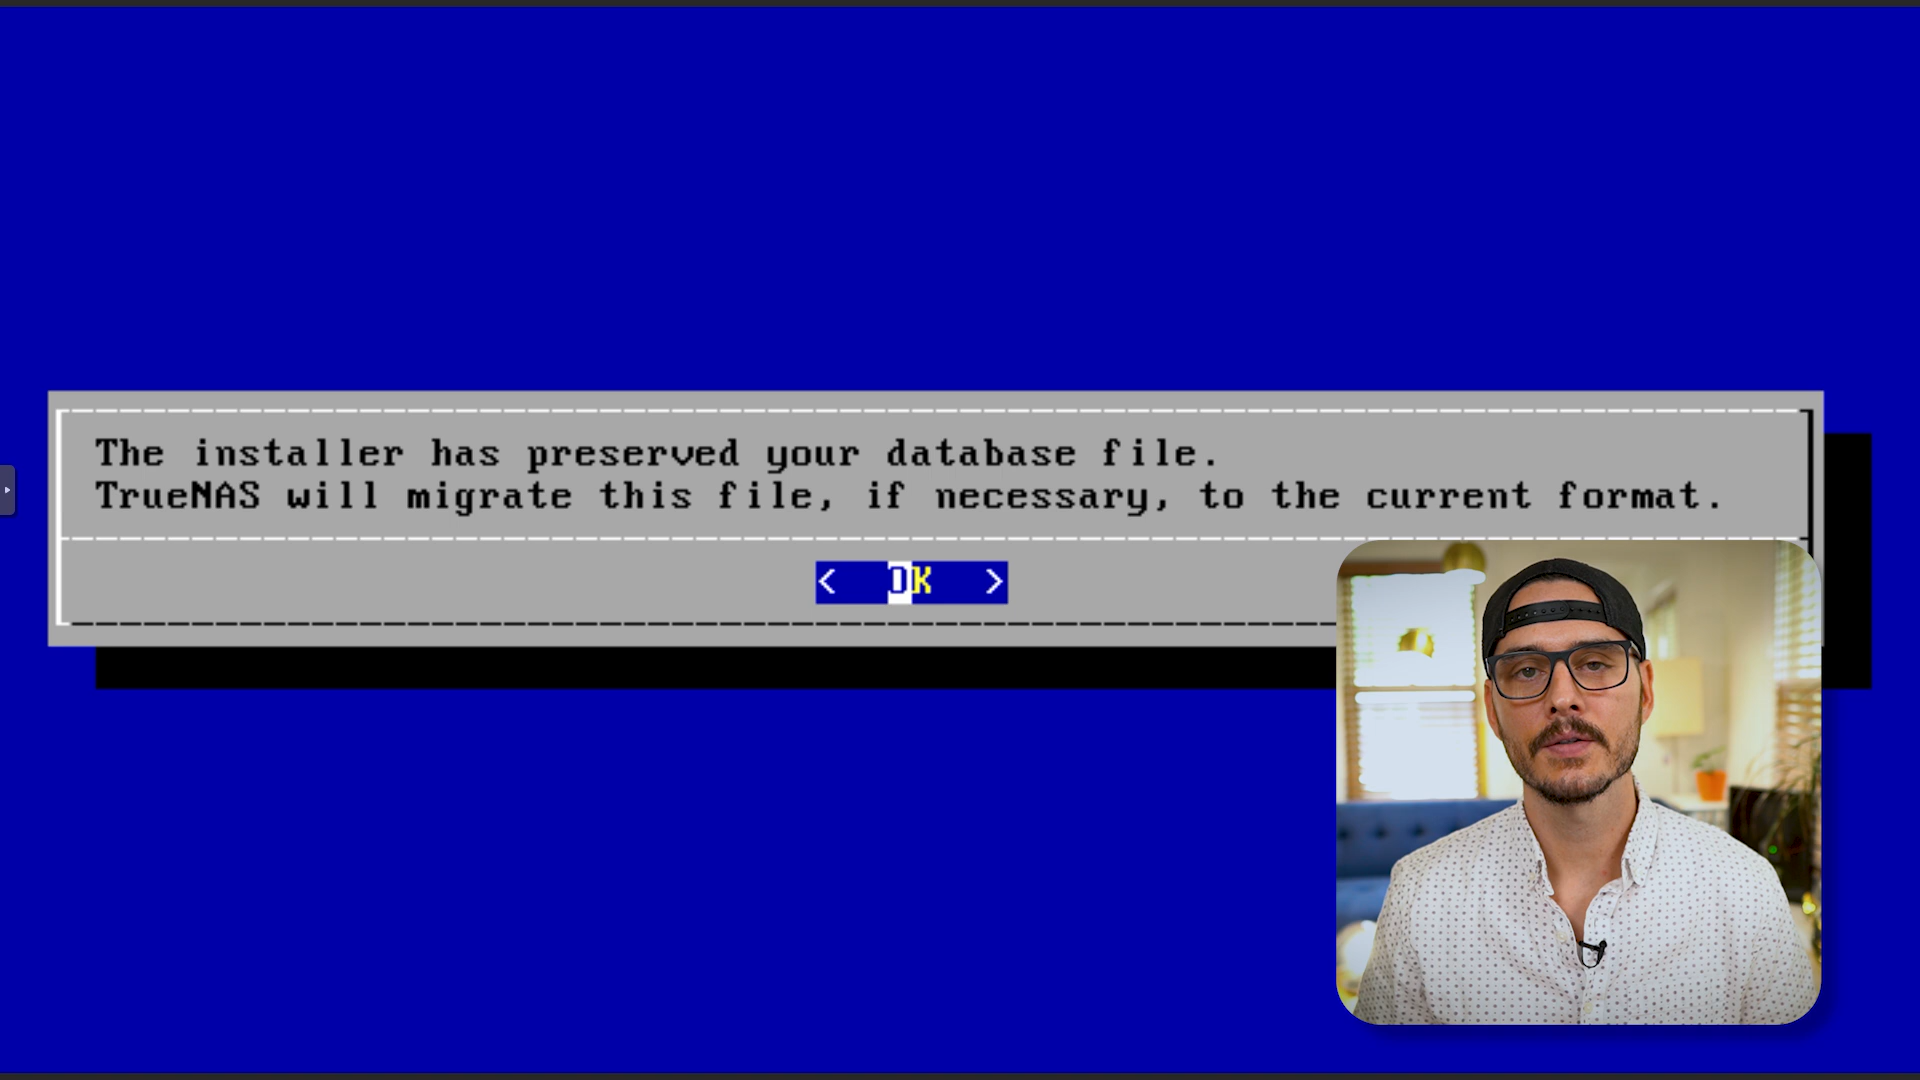 The installer has preserved your database file.
TrueNAS will migrate this file, if necessary, to the current format.
< OK >